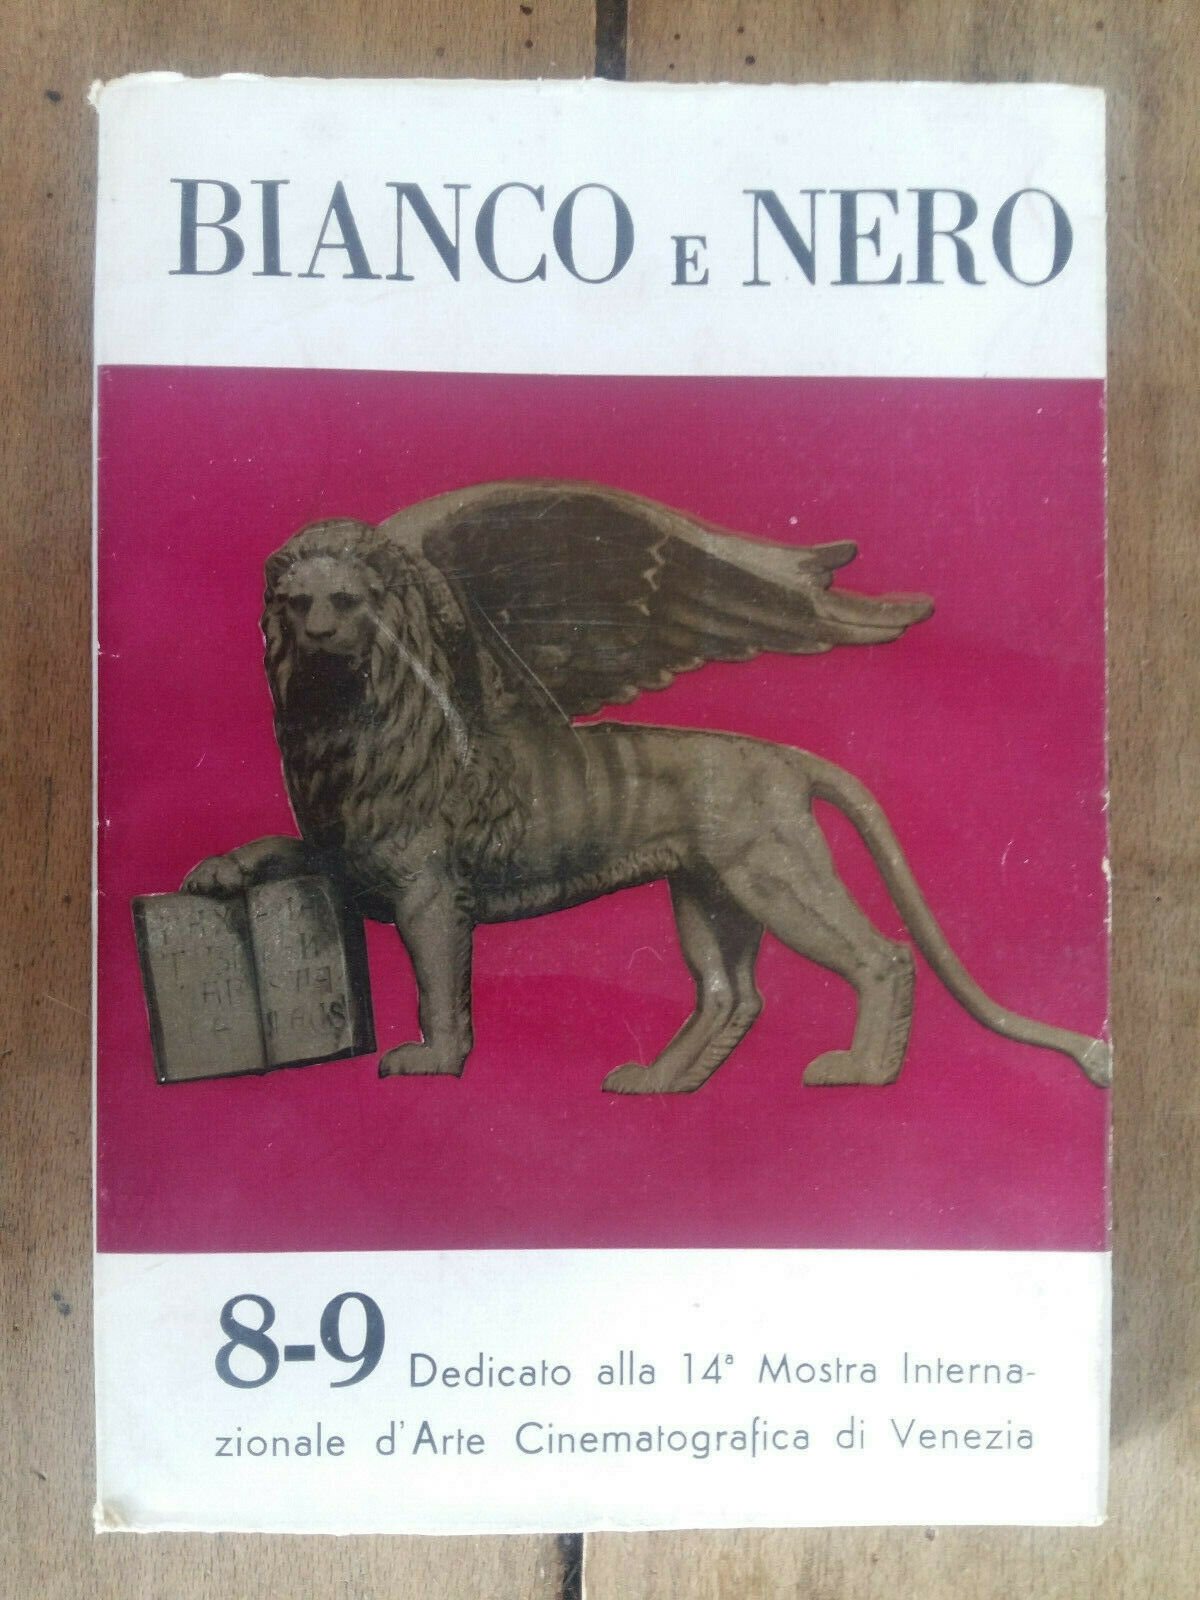 BIANCO E NERO
8-9 Dedicato alla 14ª Mostra Interna-
zionale d'Arte Cinematografica di Venezia